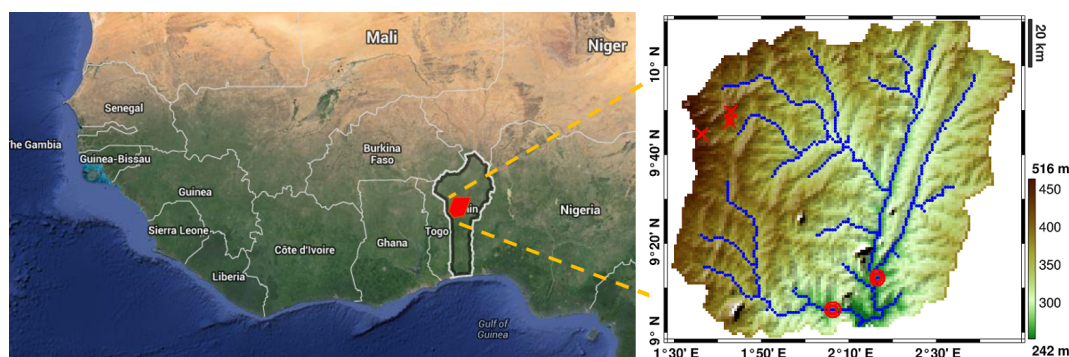 Mali
Niger
Senegal
The Gambia
Guinea-Bissau
Burkina
Faso
Guinea
Sierra Leone
Côte d'Ivoire
Ghana
Togo
nin
Nigeria
Liberia
Gulf of
Guinea
20 km
10° N
9°40' N
9°20' N
9° N
1°30' E
1°50' E
2°10' E
2°30' E
516 m
450
400
350
300
242 m